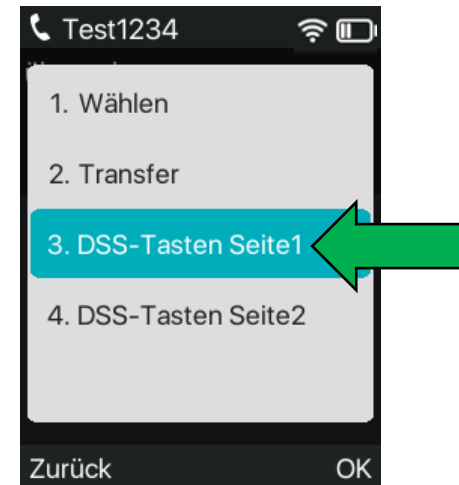 Test1234
1. Wählen
2. Transfer
3. DSS-Tasten Seite1
4. DSS-Tasten Seite2
Zurück OK